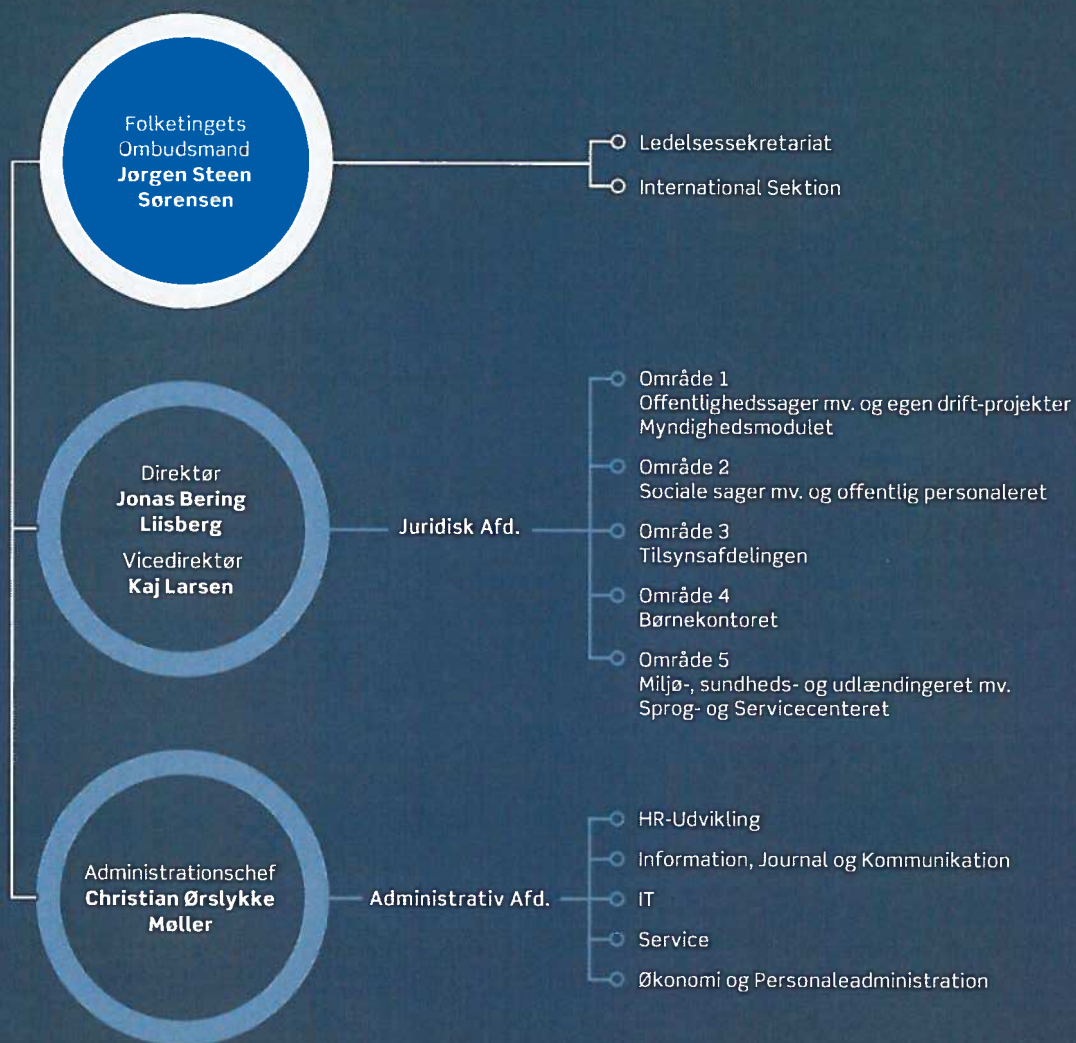 Folketingets
Ombudsmand
Jørgen Steen
Sørensen
Ledelsessekretariat
International Sektion
Direktør
Jonas Bering
Liisberg
Vicedirektør
Kaj Larsen
Juridisk Afd.
Område 1
Offentlighedssager mv. og egen drift-projekter
Myndighedsmodulet
Område 2
Sociale sager mv. og offentlig personaleret
Område 3
Tilsynsafdelingen
Område 4
Børnekontoret
Område 5
Miljø-, sundheds- og udlændingeret mv.
Sprog- og Servicecenteret
Administrationschef
Christian Ørslykke
Møller
Administrativ Afd.
HR-Udvikling
Information, Journal og Kommunikation
IT
Service
Økonomi og Personaleadministration